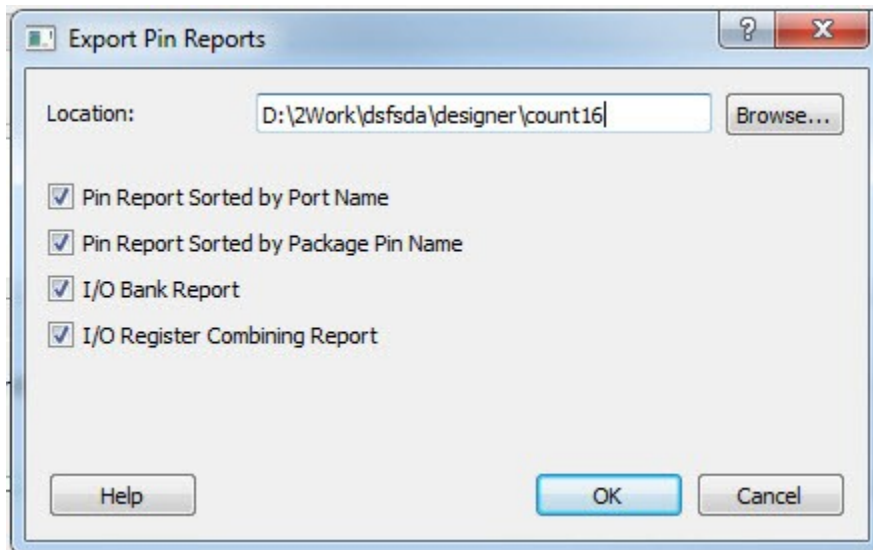 Export Pin Reports
Location: D:\2Work\dsfsda\designer\count16 Browse...
Pin Report Sorted by Port Name
Pin Report Sorted by Package Pin Name
I/O Bank Report
I/O Register Combining Report
Help OK Cancel